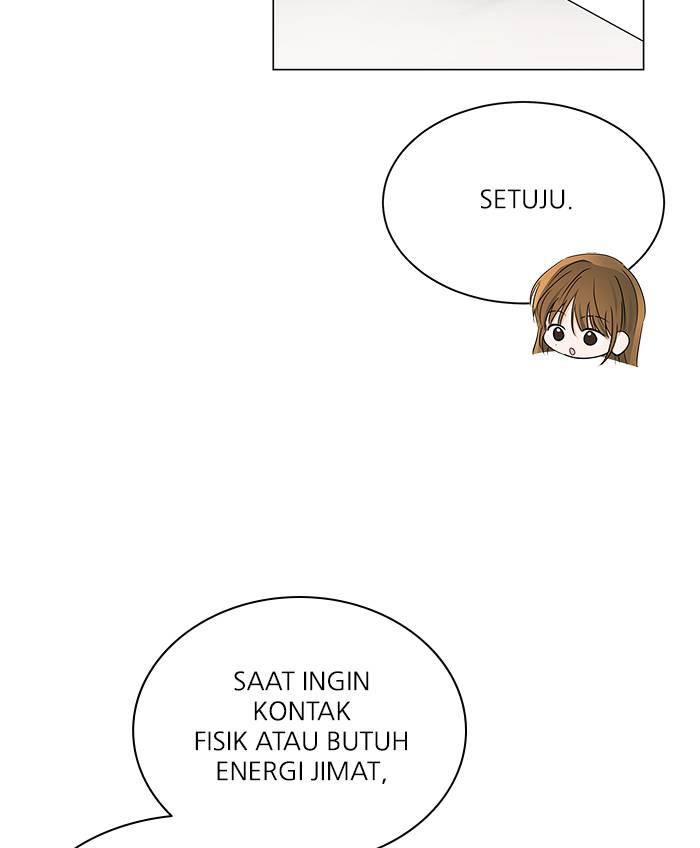 SETUJU.
SAAT INGIN
KONTAK
FISIK ATAU BUTUH
ENERGI JIMAT,